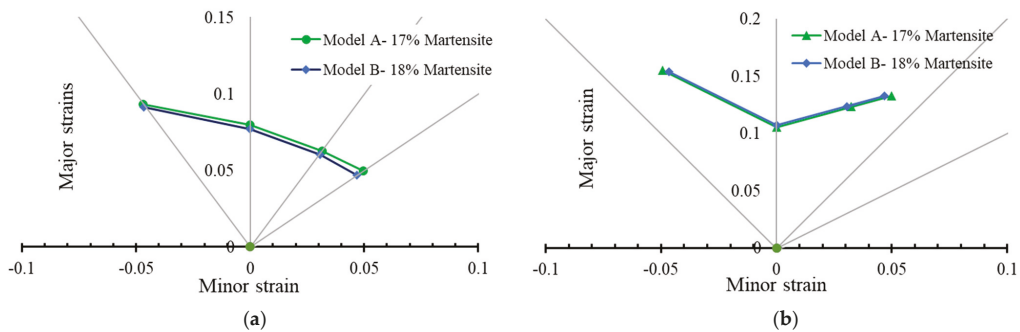 0.15
Model A- 17% Martensite
Model B- 18% Martensite
0.1
0.05
0
Major strains
-0.1
-0.05
0
0.05
0.1
Minor strain
(a)
0.2
Model A- 17% Martensite
0.15
Model B- 18% Martensite
0.1
0.05
0
Major strain
-0.1
-0.05
0
0.05
0.1
Minor strain
(b)